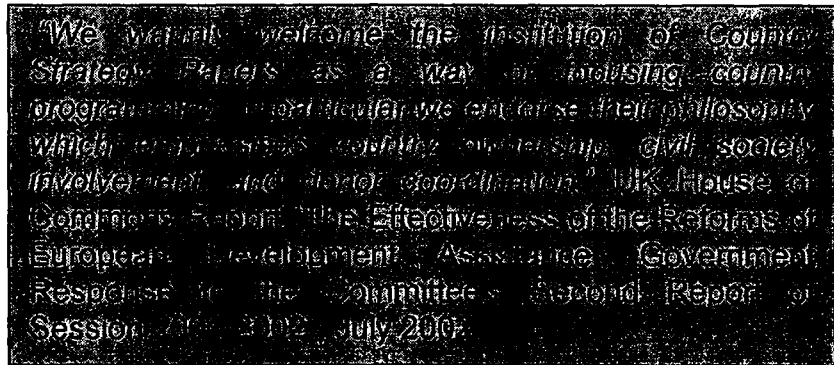 "We warmly welcome the institution of Country
Strategy Papers as a way of focusing country
programming. In particular we endorse their philosophy
which emphasises country ownership, civil society
involvement and donor coordination." UK House of
Commons Report "The Effectiveness of the Reforms of
European Development Assistance Government
Response to the Committee's Second Report of
Session July